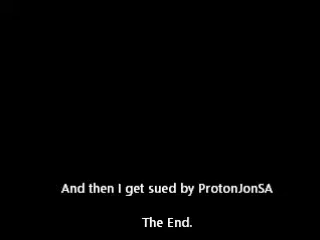 And then I get sued by ProtonJonSA
The End.